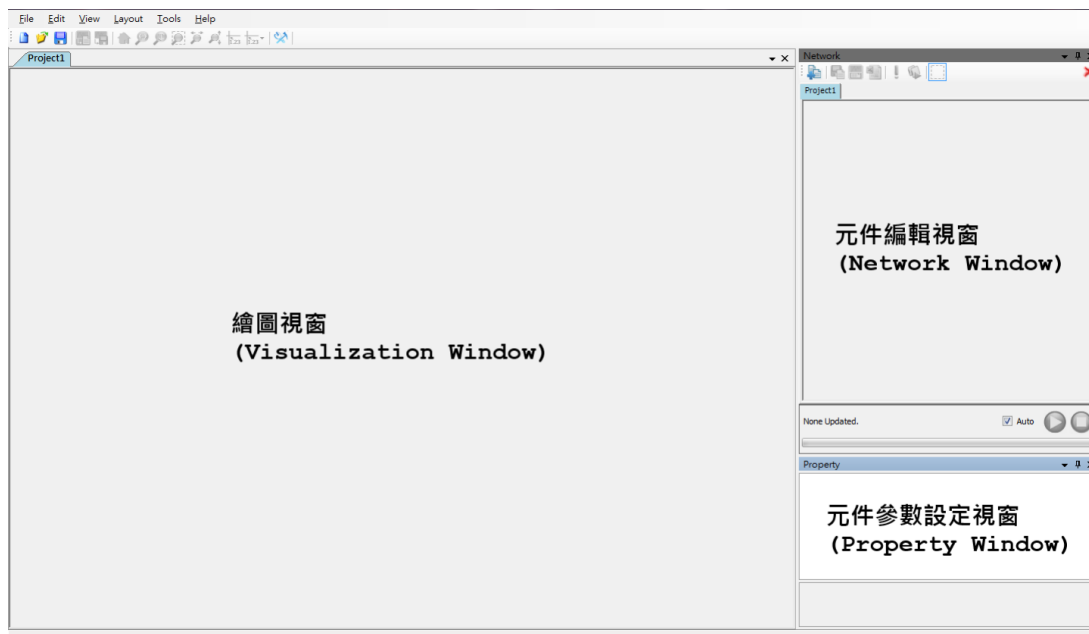 File Edit View Layout Tools Help
Project1
Network
Project1
元件編輯視窗
(Network Window)
繪圖視窗
(Visualization Window)
None Updated.
Auto
Property
元件參數設定視窗
(Property Window)